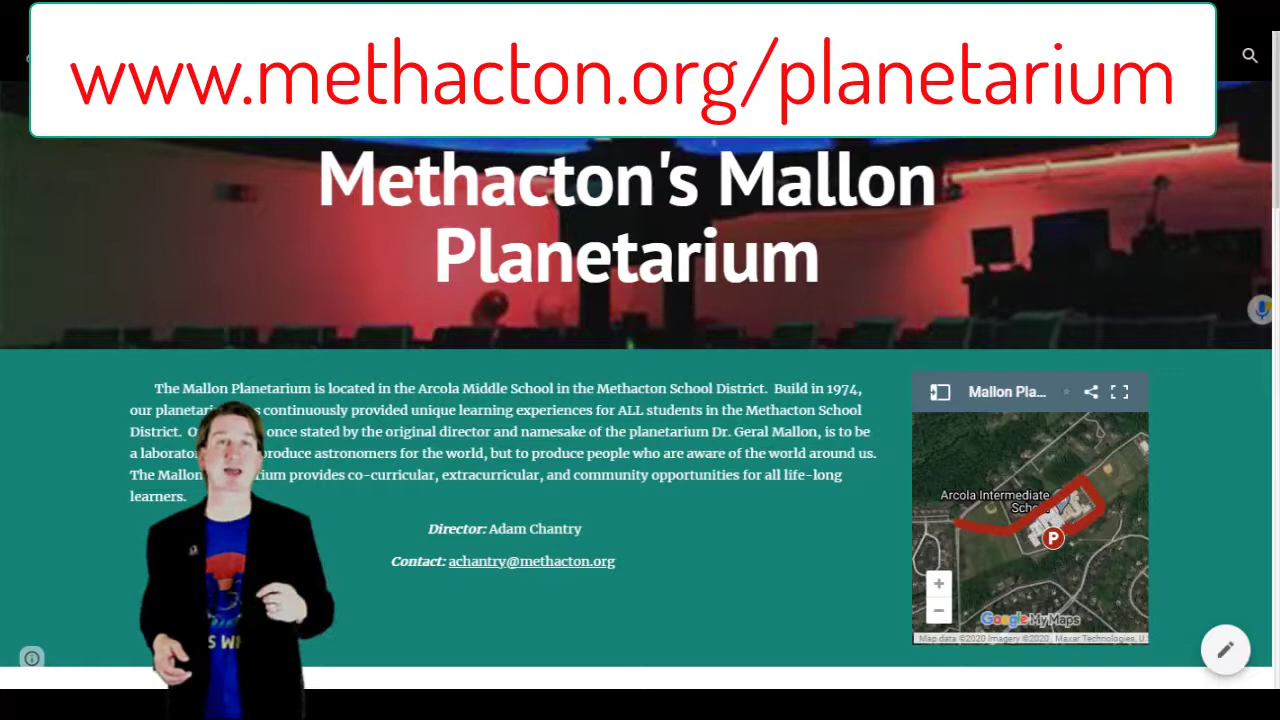 www.methacton.org/planetarium
Methacton's Mallon
Planetarium
The Mallon Planetarium is located in the Arcola Middle School in the Methacton School District. Build in 1974,
our continuously provided unique learning experiences for ALL students in the Methacton School
District. once stated by the original director and namesake of the planetarium Dr. Geral Mallon, is to be
a produce astronomers for the world, but to produce people who are aware of the world around us.
The Mallon provides co-curricular, extracurricular, and community opportunities for all life-long
learners.
Director: Adam Chantry
Contact: achantry@methacton.org
Mallon Pla...
Arcola Intermediate
School
P
+
−
Google My Maps
Map data ©2020 Imagery ©2020 , Maxar Technologies, U.